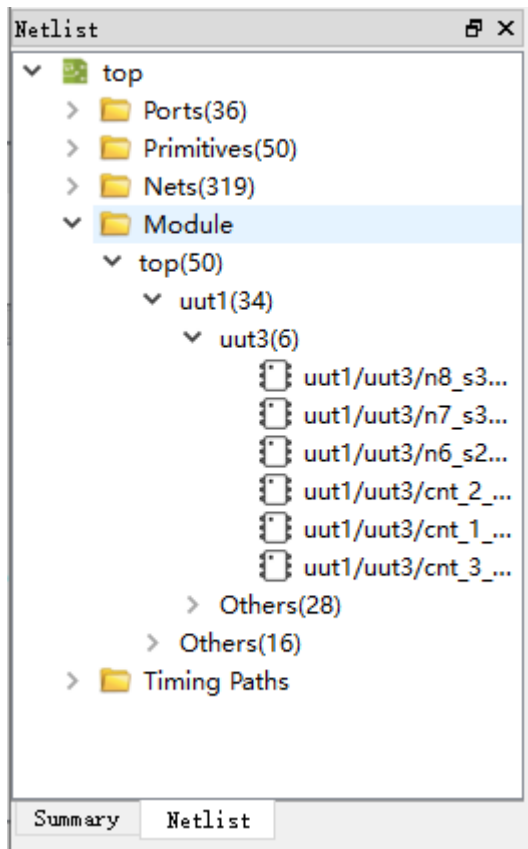 Netlist
top
Ports(36)
Primitives(50)
Nets(319)
Module
top(50)
uut1(34)
uut3(6)
uut1/uut3/n8_s3...
uut1/uut3/n7_s3...
uut1/uut3/n6_s2...
uut1/uut3/cnt_2_...
uut1/uut3/cnt_1_...
uut1/uut3/cnt_3_...
Others(28)
Others(16)
Timing Paths
Summary Netlist